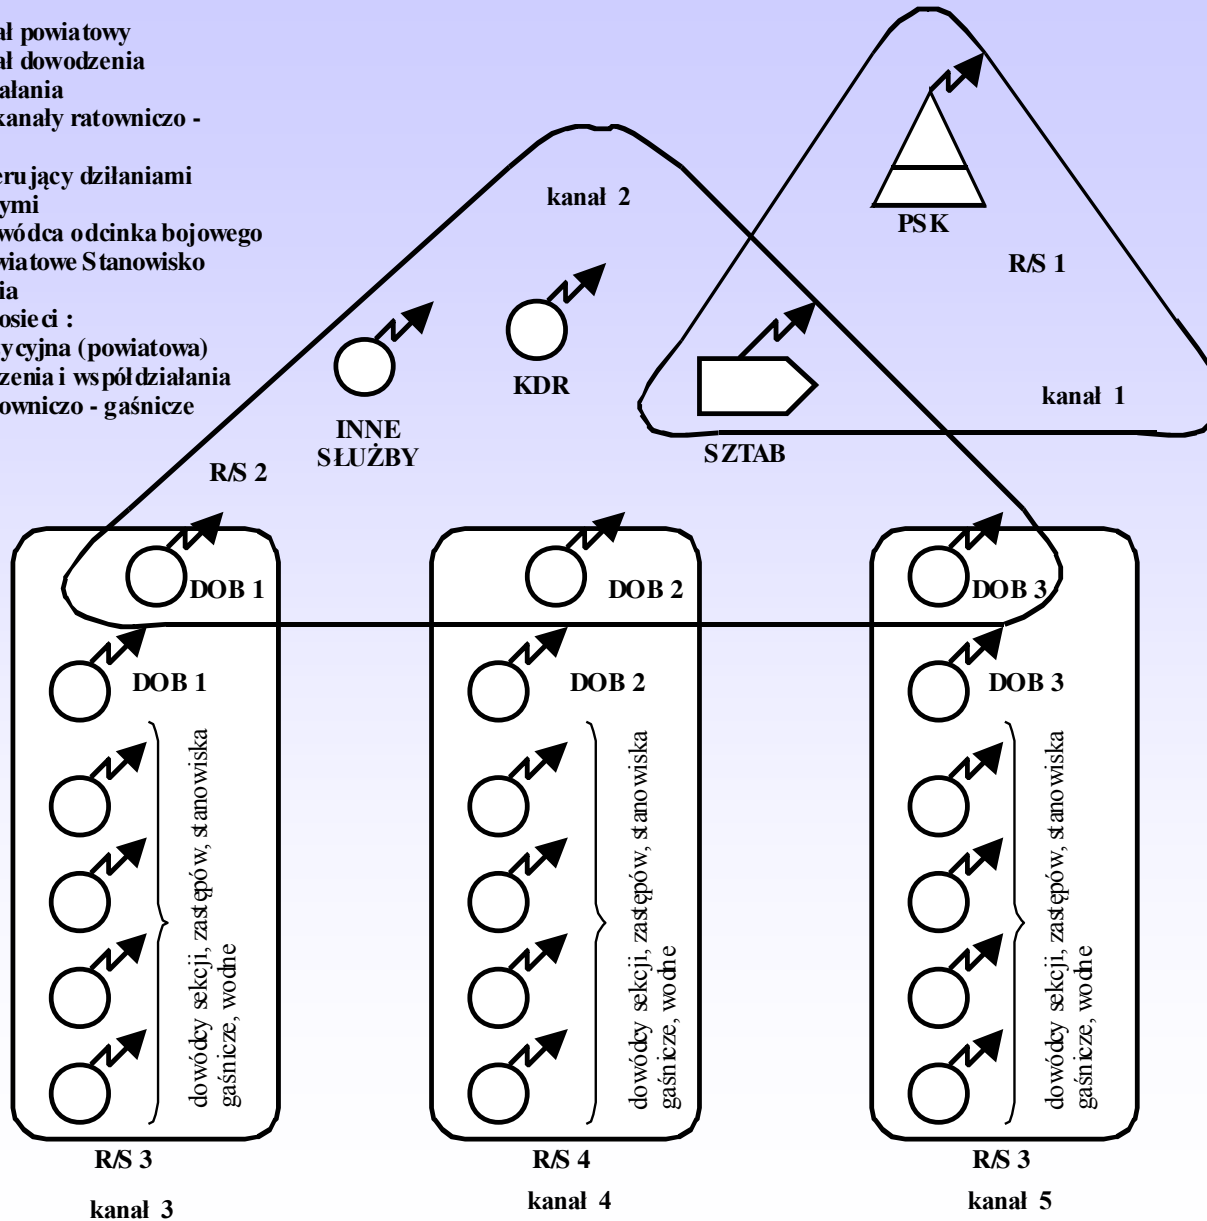 ał powiatowy
ał dowodzenia
ałania
kanały ratowniczo -
erujący dziłaniami
ymi
wódca odcinka bojowego
wiatowe Stanowisko
ia
osieci :
ycyjna (powiatowa)
zenia i współdziałania
owniczo - gaśnicze
kanał 2
PSK
R/S 1
kanał 1
KDR
INNE
SŁUŻBY
SZTAB
R/S 2
DOB 1
DOB 2
DOB 3
DOB 1
DOB 2
DOB 3
dowódcy sekcji, zastępów, stanowiska
gaśnicze, wodne
dowódcy sekcji, zastępów, stanowiska
gaśnicze, wodne
dowódcy sekcji, zastępów, stanowiska
gaśnicze, wodne
R/S 3
R/S 4
R/S 3
kanał 3
kanał 4
kanał 5